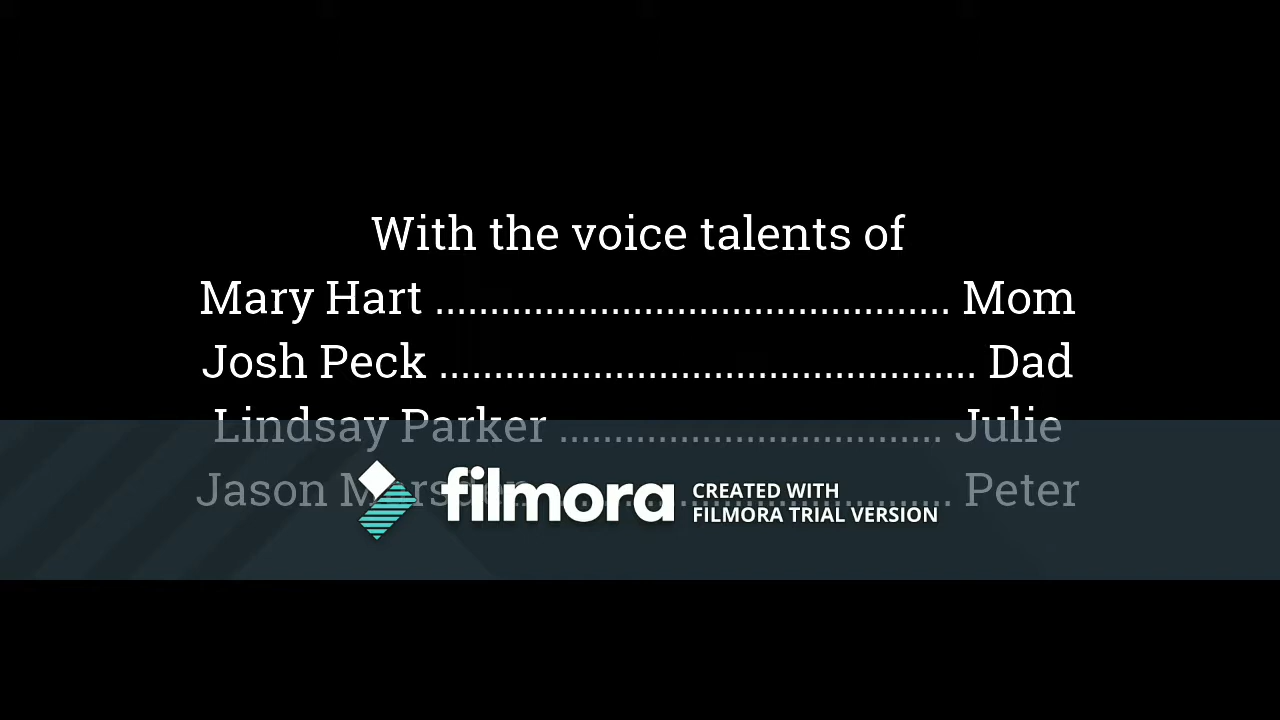 With the voice talents of
Mary Hart ............................................... Mom
Josh Peck ................................................. Dad
Lindsay Parker ................................... Julie
Jason Marsden ................................... Peter
filmora
CREATED WITH
FILMORA TRIAL VERSION